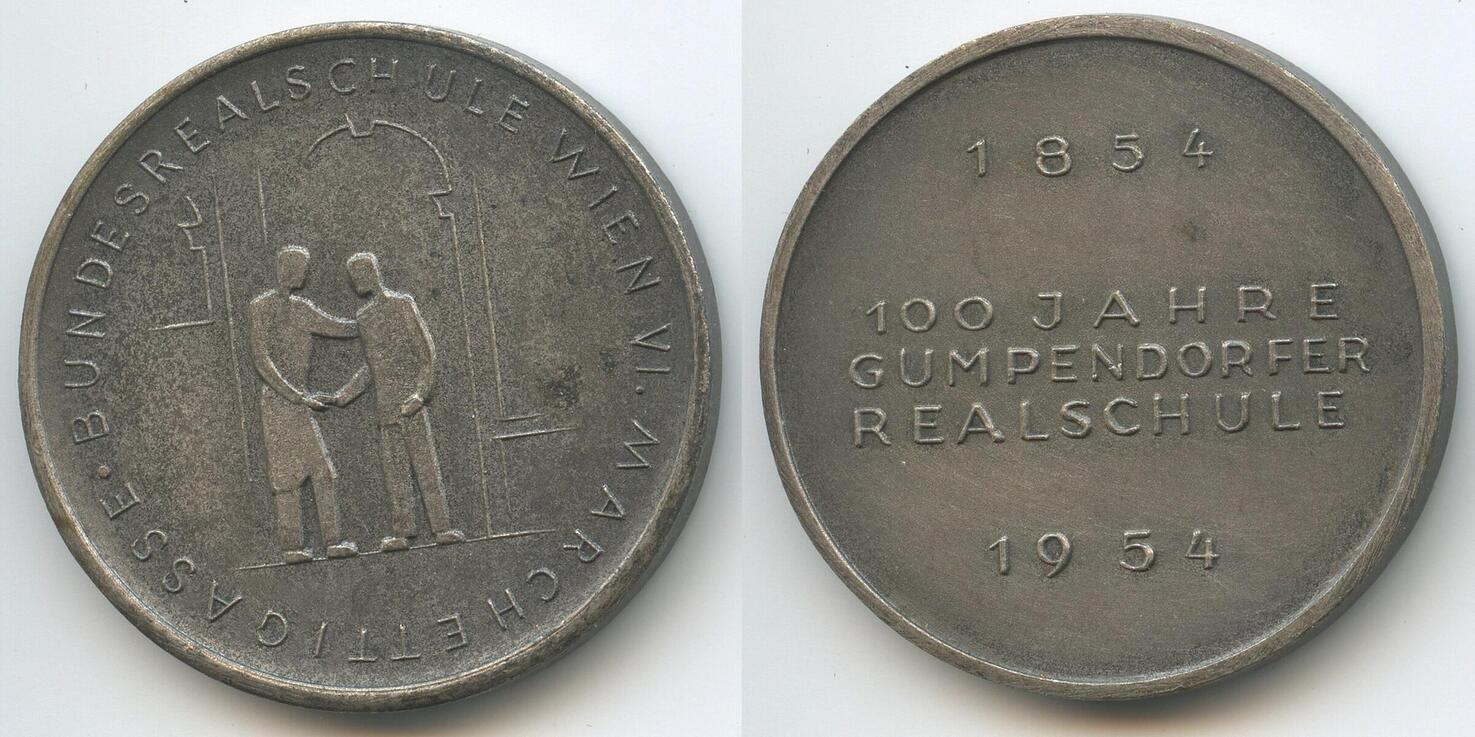 BUNDESREALSCHULE WIEN VI. MARCHETTIGASSE ·
1854
100 JAHRE
GUMPENDORFER
REALSCHULE
1954